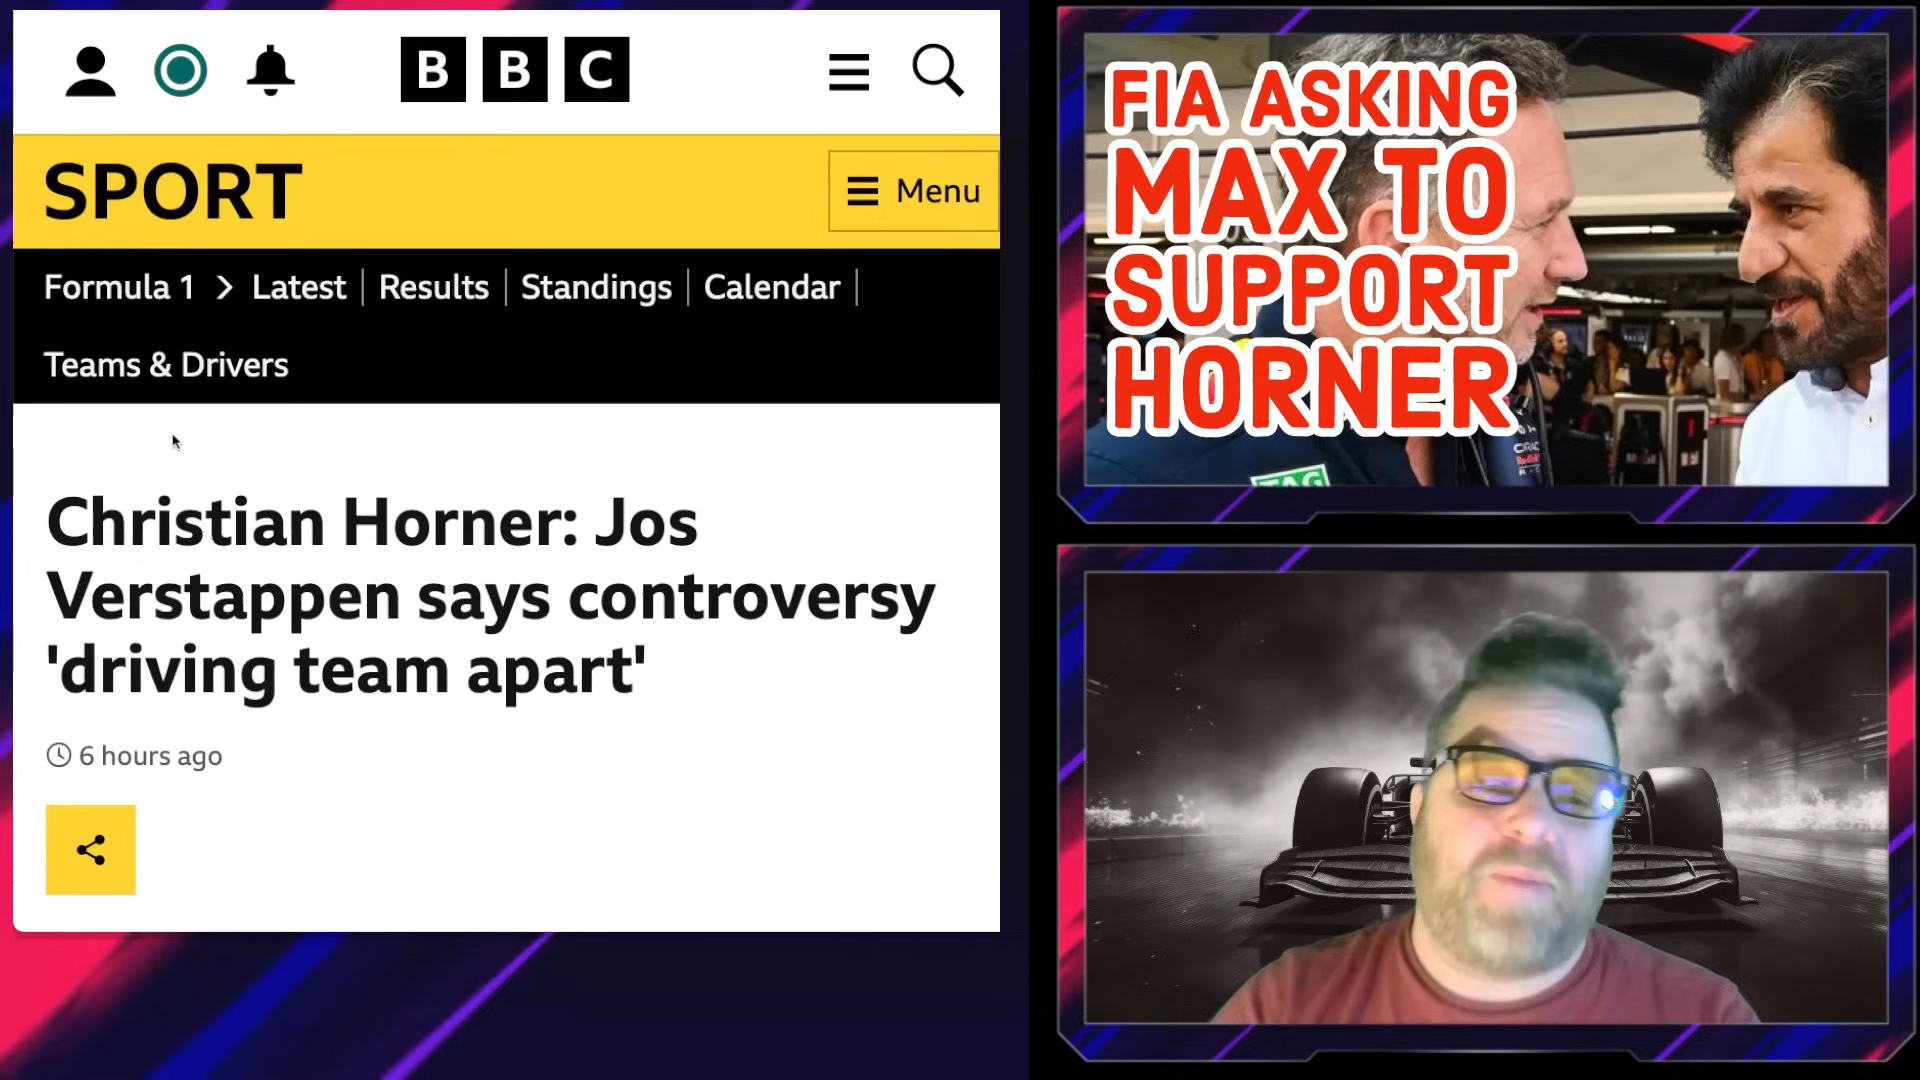 BBC
SPORT
Menu
Formula 1 Latest Results Standings Calendar
Teams & Drivers
Christian Horner: Jos
Verstappen says controversy
'driving team apart'
6 hours ago
FIA ASKING
MAX TO
SUPPORT
HORNER
TAG